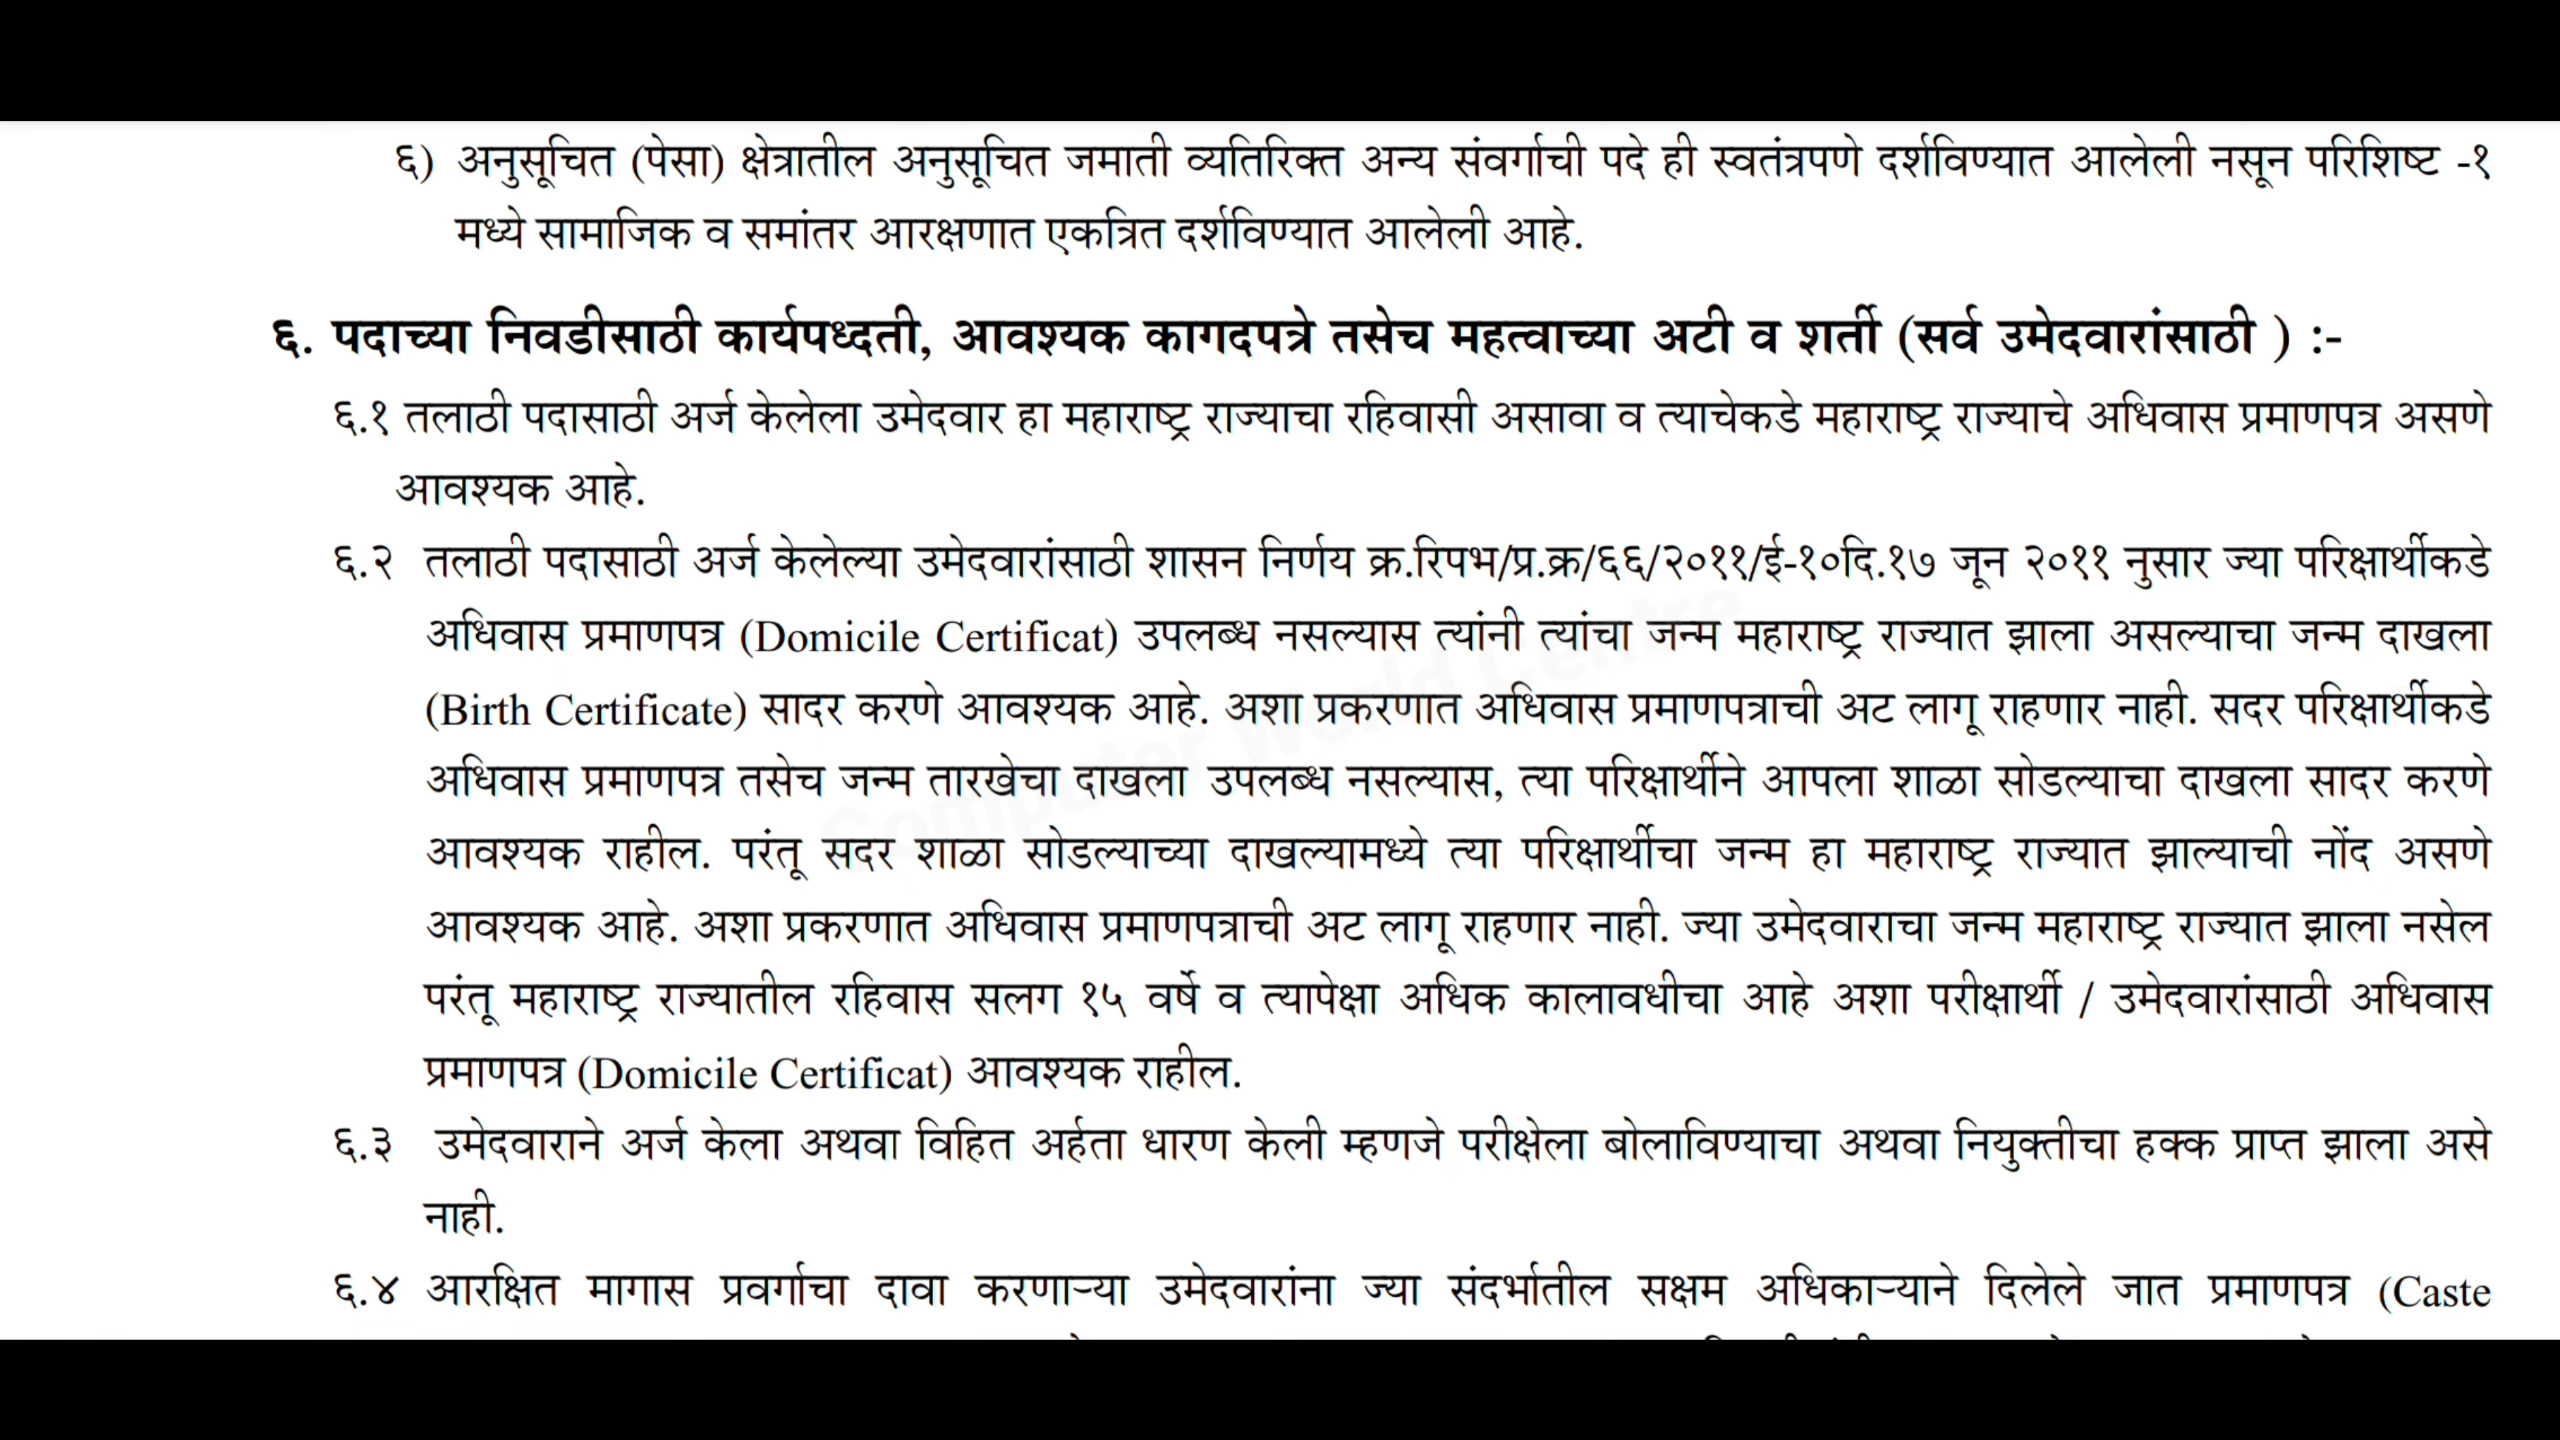 ६) अनुसूचित (पेसा) क्षेत्रातील अनुसूचित जमाती व्यतिरिक्त अन्य संवर्गाची पदे ही स्वतंत्रपणे दर्शविण्यात आलेली नसून परिशिष्ट -१
मध्ये सामाजिक व समांतर आरक्षणात एकत्रित दर्शविण्यात आलेली आहे.
६. पदाच्या निवडीसाठी कार्यपध्दती, आवश्यक कागदपत्रे तसेच महत्वाच्या अटी व शर्ती (सर्व उमेदवारांसाठी ) :-
६.१ तलाठी पदासाठी अर्ज केलेला उमेदवार हा महाराष्ट्र राज्याचा रहिवासी असावा व त्याचेकडे महाराष्ट्र राज्याचे अधिवास प्रमाणपत्र असणे
आवश्यक आहे.
६.२ तलाठी पदासाठी अर्ज केलेल्या उमेदवारांसाठी शासन निर्णय क्र.रिपभ/प्र.क्र/६६/२०११/ई-१०दि.१७ जून २०११ नुसार ज्या परिक्षार्थीकडे
अधिवास प्रमाणपत्र (Domicile Certificat) उपलब्ध नसल्यास त्यांनी त्यांचा जन्म महाराष्ट्र राज्यात झाला असल्याचा जन्म दाखला
(Birth Certificate) सादर करणे आवश्यक आहे. अशा प्रकरणात अधिवास प्रमाणपत्राची अट लागू राहणार नाही. सदर परिक्षार्थीकडे
अधिवास प्रमाणपत्र तसेच जन्म तारखेचा दाखला उपलब्ध नसल्यास, त्या परिक्षार्थीने आपला शाळा सोडल्याचा दाखला सादर करणे
आवश्यक राहील. परंतू सदर शाळा सोडल्याच्या दाखल्यामध्ये त्या परिक्षार्थीचा जन्म हा महाराष्ट्र राज्यात झाल्याची नोंद असणे
आवश्यक आहे. अशा प्रकरणात अधिवास प्रमाणपत्राची अट लागू राहणार नाही. ज्या उमेदवाराचा जन्म महाराष्ट्र राज्यात झाला नसेल
परंतू महाराष्ट्र राज्यातील रहिवास सलग १५ वर्षे व त्यापेक्षा अधिक कालावधीचा आहे अशा परीक्षार्थी / उमेदवारांसाठी अधिवास
प्रमाणपत्र (Domicile Certificat) आवश्यक राहील.
६.३ उमेदवाराने अर्ज केला अथवा विहित अर्हता धारण केली म्हणजे परीक्षेला बोलाविण्याचा अथवा नियुक्तीचा हक्क प्राप्त झाला असे
नाही.
६.४ आरक्षित मागास प्रवर्गाचा दावा करणाऱ्या उमेदवारांना ज्या संदर्भातील सक्षम अधिकाऱ्याने दिलेले जात प्रमाणपत्र (Caste
Computer World Centre